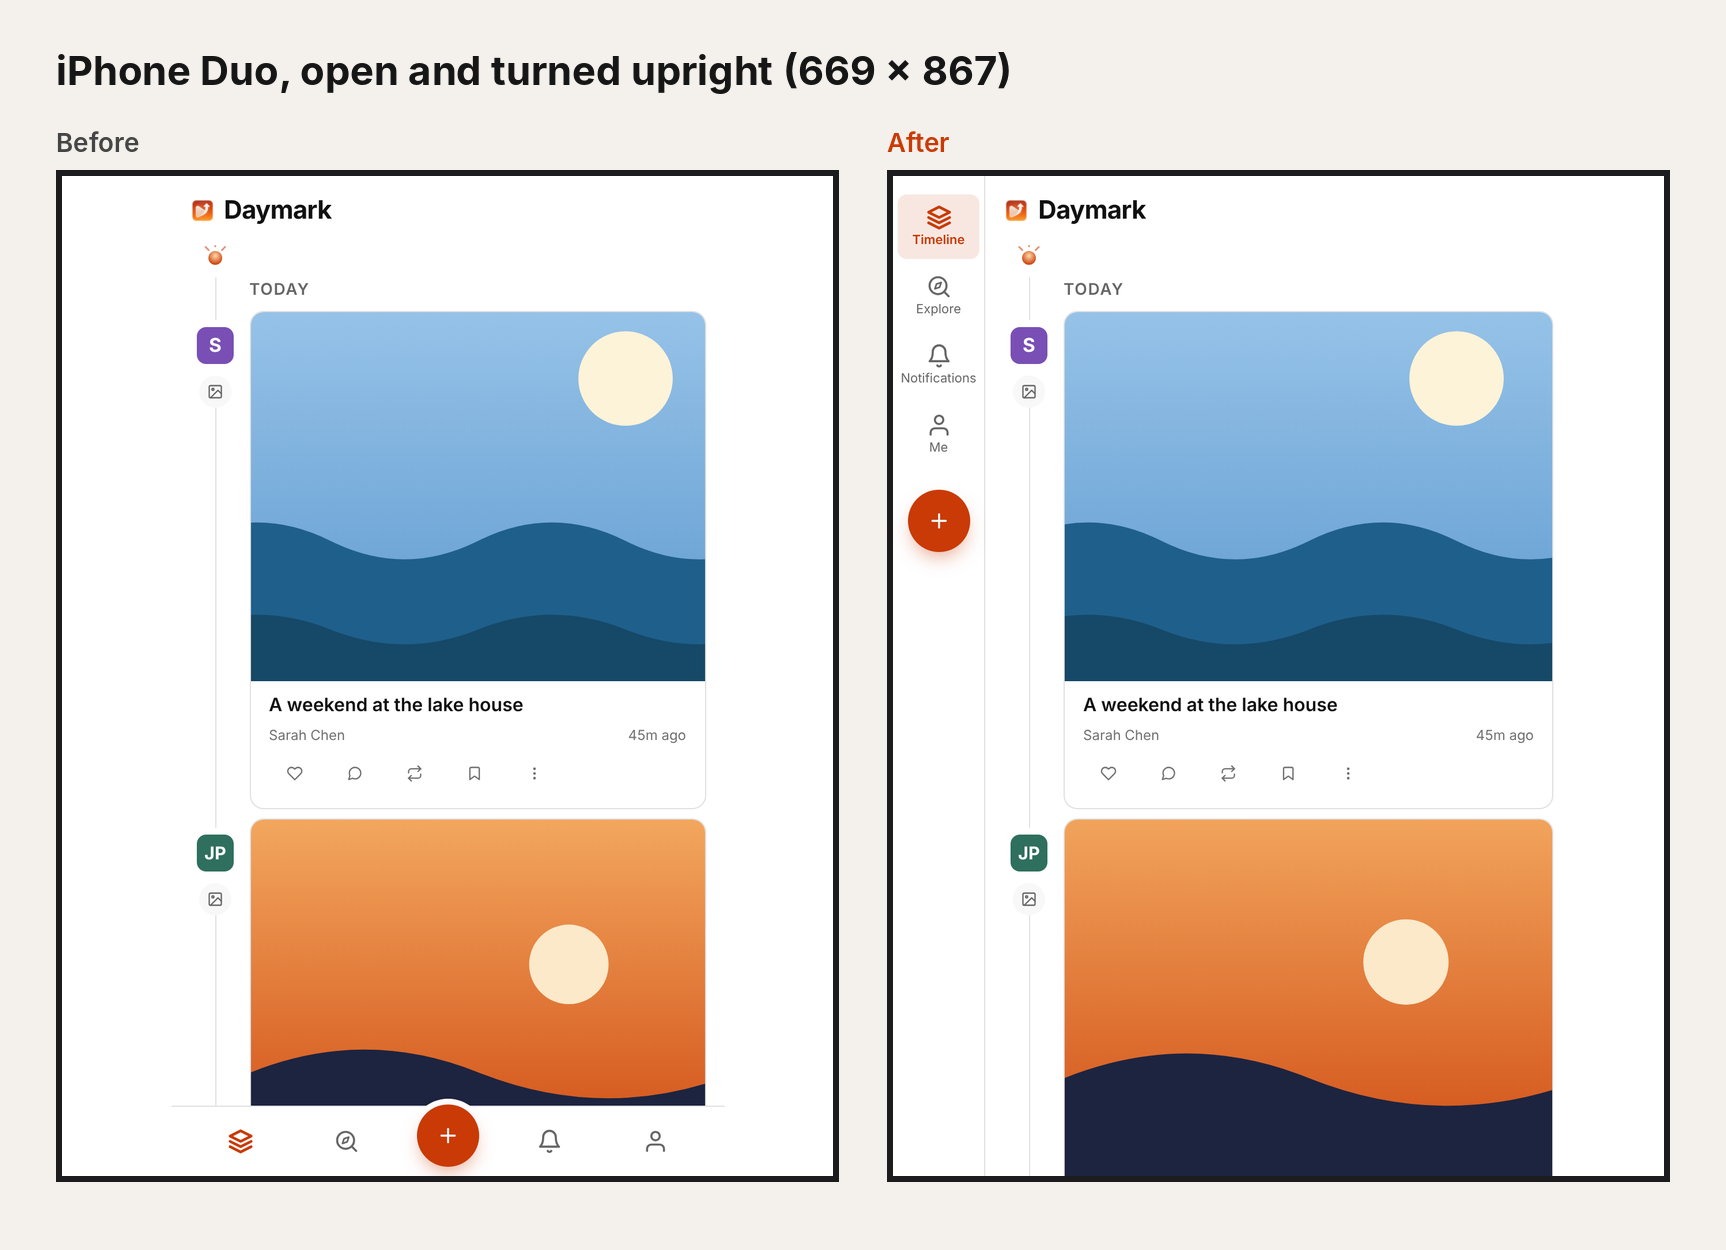 iPhone Duo, open and turned upright (669 × 867)
Before
Daymark
TODAY
S
A weekend at the lake house
Sarah Chen 45m ago
JP
After
Timeline
Explore
Notifications
Me
Daymark
TODAY
S
A weekend at the lake house
Sarah Chen 45m ago
JP